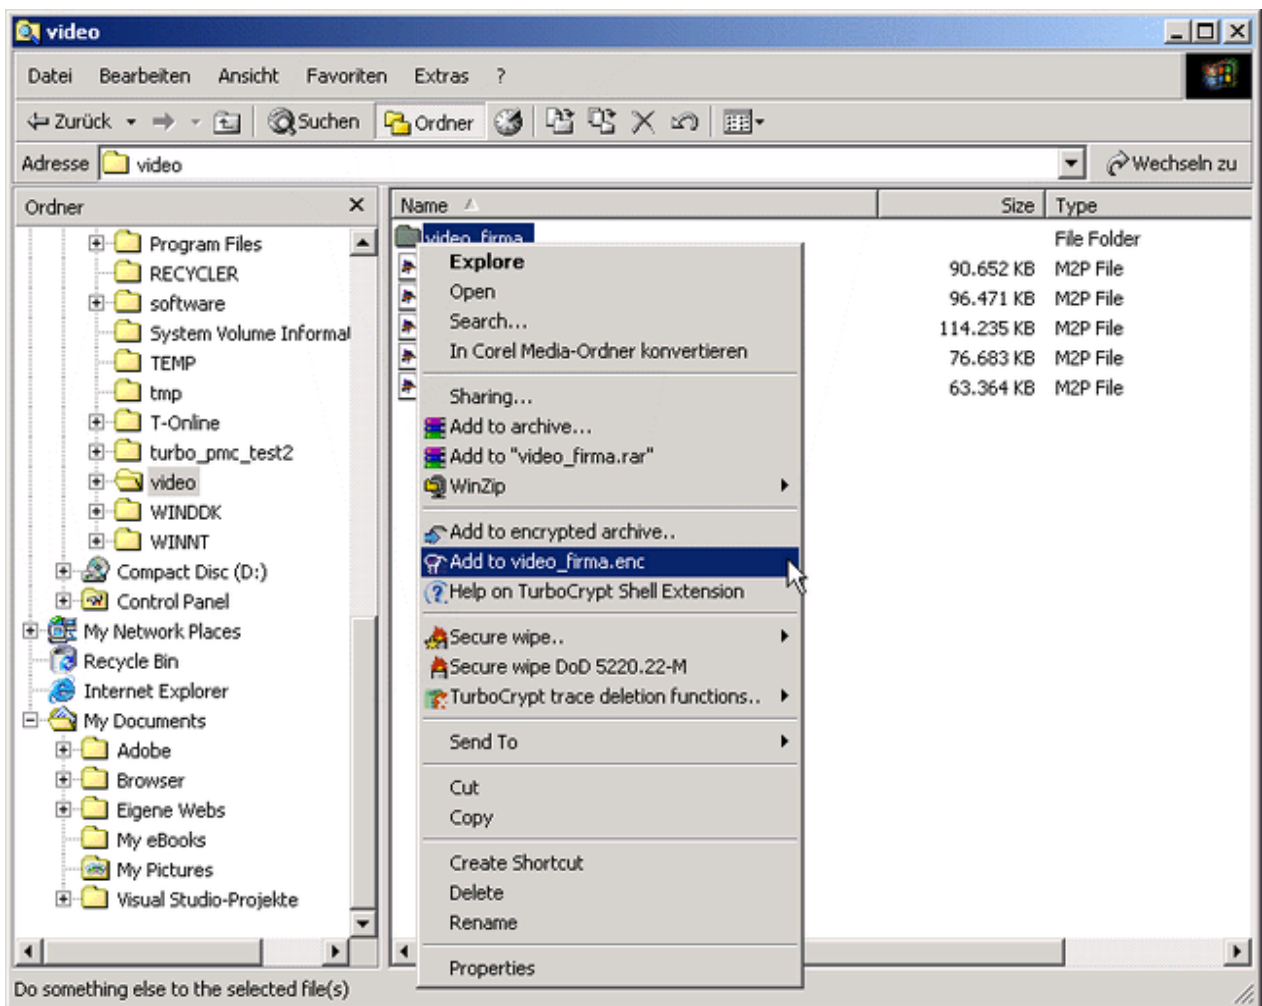 video
Datei Bearbeiten Ansicht Favoriten Extras ?
Zurück Suchen Ordner
Adresse video Wechseln zu
Ordner
Program Files
RECYCLER
software
System Volume Informal
TEMP
tmp
T-Online
turbo_pmc_test2
video
WINDDK
WINNT
Compact Disc (D:)
Control Panel
My Network Places
Recycle Bin
Internet Explorer
My Documents
Adobe
Browser
Eigene Webs
My eBooks
My Pictures
Visual Studio-Projekte
Name Size Type
video_firma File Folder
90.652 KB M2P File
96.471 KB M2P File
114.235 KB M2P File
76.683 KB M2P File
63.364 KB M2P File
Explore
Open
Search...
In Corel Media-Ordner konvertieren
Sharing...
Add to archive...
Add to "video_firma.rar"
WinZip
Add to encrypted archive..
Add to video_firma.enc
Help on TurboCrypt Shell Extension
Secure wipe..
Secure wipe DoD 5220.22-M
TurboCrypt trace deletion functions..
Send To
Cut
Copy
Create Shortcut
Delete
Rename
Properties
Do something else to the selected file(s)